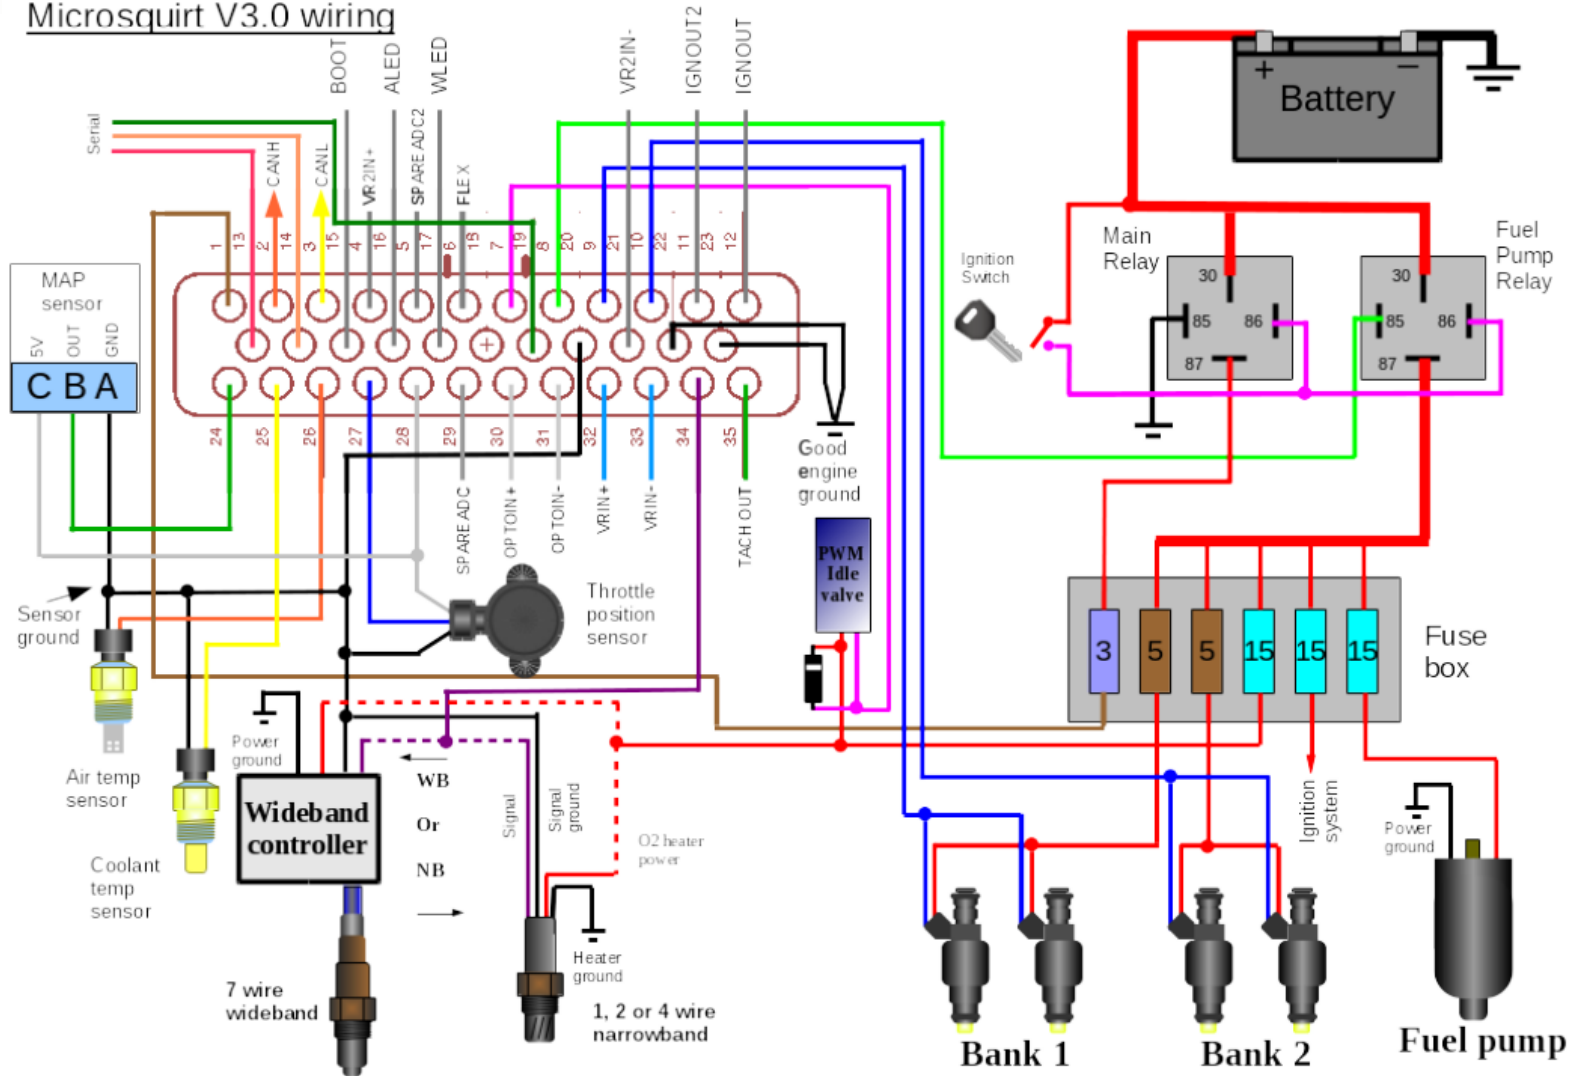 Microsquirt V3.0 wiring
BOOT
ALED
WLED
VR2IN-
IGNOUT2
IGNOUT
Serial
CANH
CANL
VR2IN+
SPARE ADC2
FLEX
1
13
2
14
3
15
4
16
5
17
6
18
7
19
8
20
9
21
10
22
11
23
12
+ −
Battery
Main
Relay
30
85
86
87
Fuel
Pump
Relay
30
85
86
87
Ignition
Switch
MAP
sensor
5V
OUT
GND
C B A
24
25
26
27
28
29
30
31
32
33
34
35
SPARE ADC
OPTOIN+
OPTOIN-
VRIN+
VRIN-
TACH OUT
Good
engine
ground
PWM
Idle
valve
Throttle
position
sensor
Sensor
ground
3
5
5
15
15
15
Fuse
box
Air temp
sensor
Coolant
temp
sensor
Power
ground
Wideband
controller
WB
Or
NB
Signal
Signal
ground
O2 heater
power
Heater
ground
7 wire
wideband
1, 2 or 4 wire
narrowband
Ignition
system
Power
ground
Bank 1
Bank 2
Fuel pump